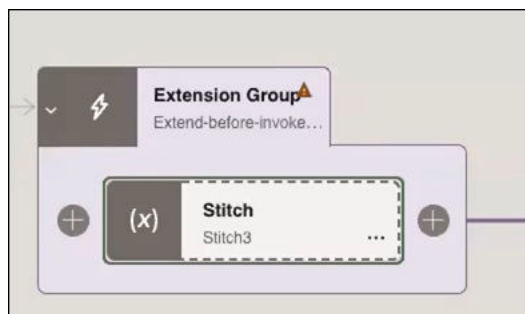 Extension Group
Extend-before-invoke...
(x)
Stitch
Stitch3